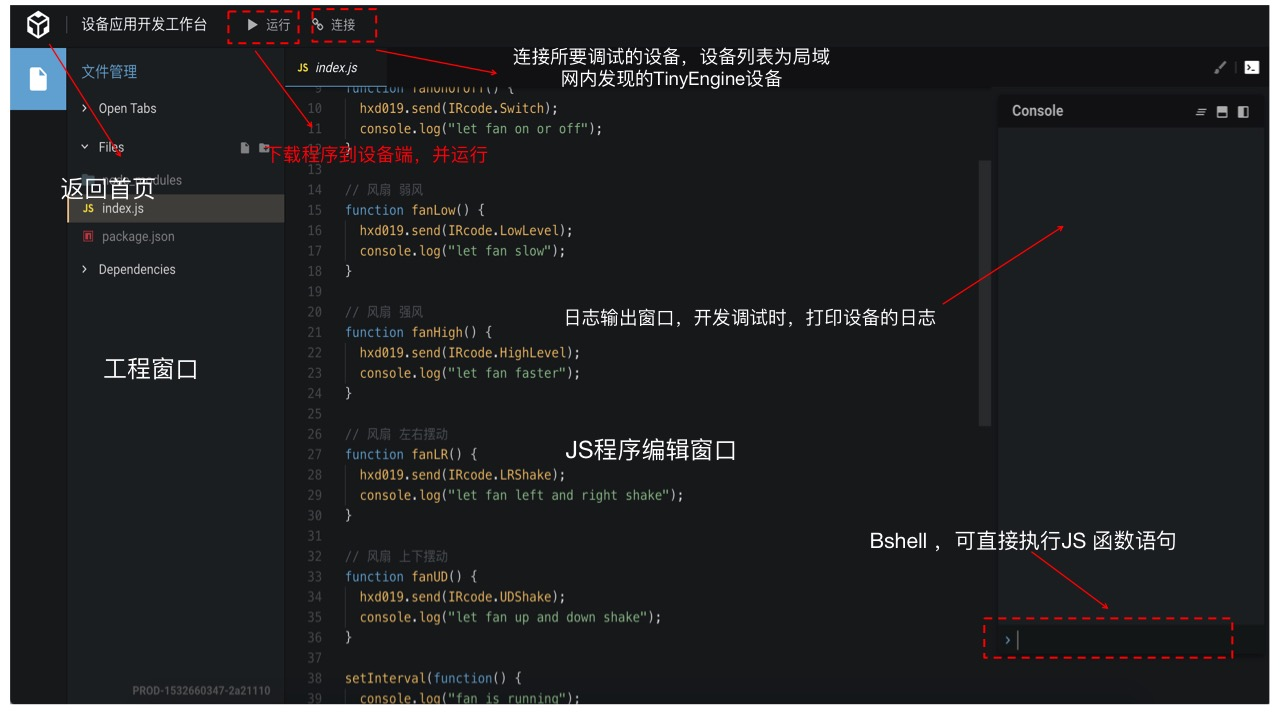 设备应用开发工作台
运行
连接
连接所要调试的设备，设备列表为局域
网内发现的TinyEngine设备
文件管理
Open Tabs
Files
node_modules
返回首页
JS index.js
package.json
Dependencies
工程窗口
PROD-1532660347-2a21110
JS index.js
9 function fanOnOrOff() {
10 hxd019.send(IRcode.Switch);
11 console.log("let fan on or off");
12 }
下载程序到设备端，并运行
13
14 // 风扇 弱风
15 function fanLow() {
16 hxd019.send(IRcode.LowLevel);
17 console.log("let fan slow");
18 }
19
20 // 风扇 强风
21 function fanHigh() {
22 hxd019.send(IRcode.HighLevel);
23 console.log("let fan faster");
24 }
25
26 // 风扇 左右摆动
27 function fanLR() {
28 hxd019.send(IRcode.LRShake);
29 console.log("let fan left and right shake");
30 }
31
32 // 风扇 上下摆动
33 function fanUD() {
34 hxd019.send(IRcode.UDShake);
35 console.log("let fan up and down shake");
36 }
37
38 setInterval(function() {
39 console.log("fan is running");
JS程序编辑窗口
Console
日志输出窗口，开发调试时，打印设备的日志
Bshell ，可直接执行JS 函数语句
>